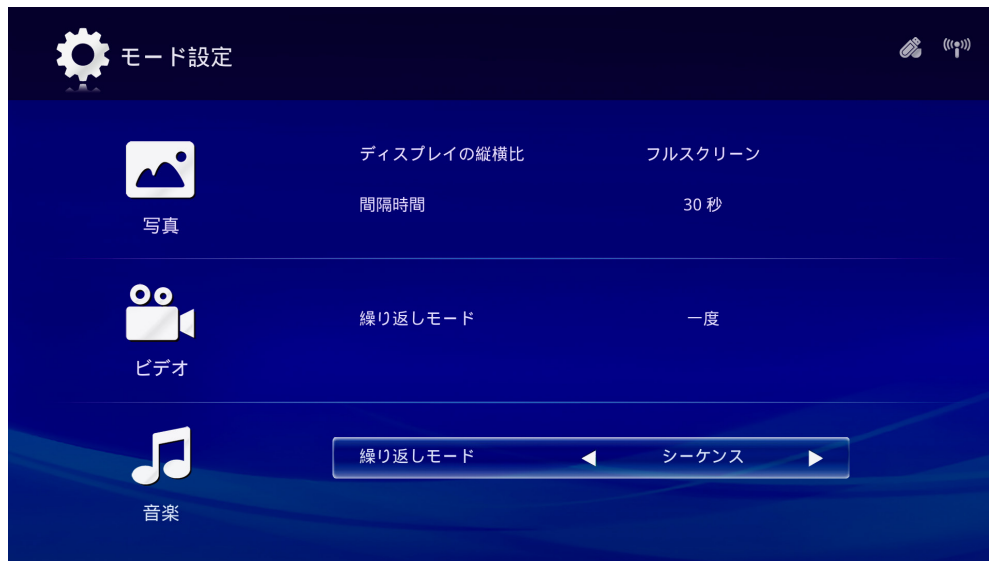 モード設定
ディスプレイの縦横比 フルスクリーン
間隔時間 30 秒
写真
繰り返しモード 一度
ビデオ
繰り返しモード シーケンス
音楽